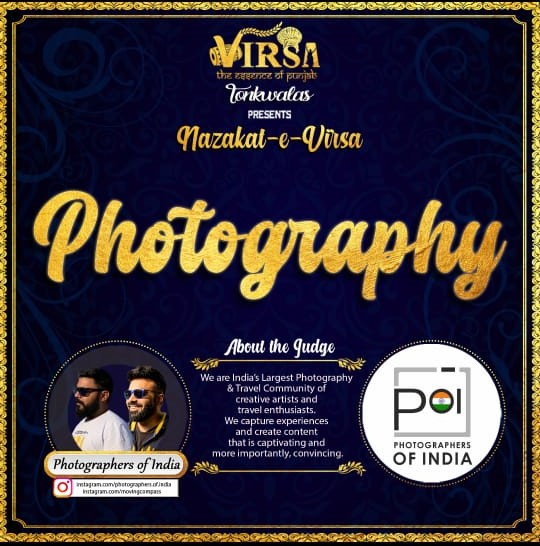 VIRSA
the essence of punjab
Tonkwalas
PRESENTS
Nazakat-e-Virsa
Photography
About the Judge
We are India's Largest Photography
& Travel Community of
creative artists and
travel enthusiasts.
We capture experiences
and create content
that is captivating and
more importantly, convincing.
Photographers of India
instagram.com/photographers.of.india
instagram.com/movingcompass
poi
PHOTOGRAPHERS
OF INDIA